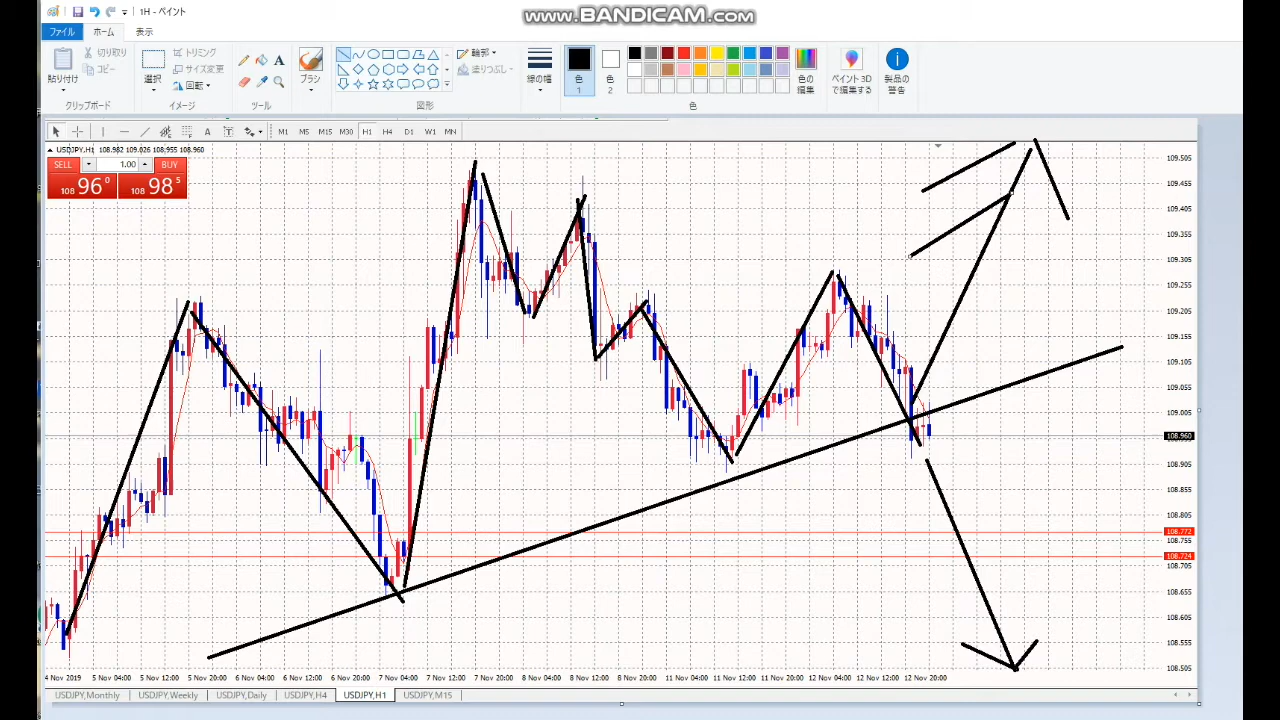 www.BANDICAM.com
1H - ペイント
ファイル ホーム 表示
貼り付け 切り取り コピー 選択 トリミング サイズ変更 回転 A ブラシ 輪郭 塗りつぶし 線の幅 色 1 色 2 色の編集 ペイント 3D で編集する 製品の警告
クリップボード イメージ ツール 図形 色
A T M1 M5 M15 M30 H1 H4 D1 W1 MN
USDJPY,H1 108.982 109.026 108.955 108.960
SELL 1.00 BUY
108 96 0 108 98 5
109.505
109.455
109.405
109.355
109.305
109.255
109.205
109.155
109.105
109.055
109.005
108.960
108.905
108.855
108.805
108.772
108.755
108.724
108.705
108.655
108.605
108.555
108.505
4 Nov 2019 5 Nov 04:00 5 Nov 12:00 5 Nov 20:00 6 Nov 04:00 6 Nov 12:00 6 Nov 20:00 7 Nov 04:00 7 Nov 12:00 7 Nov 20:00 8 Nov 04:00 8 Nov 12:00 8 Nov 20:00 11 Nov 04:00 11 Nov 12:00 11 Nov 20:00 12 Nov 04:00 12 Nov 12:00 12 Nov 20:00
USDJPY,Monthly USDJPY,Weekly USDJPY,Daily USDJPY,H4 USDJPY,H1 USDJPY,M15